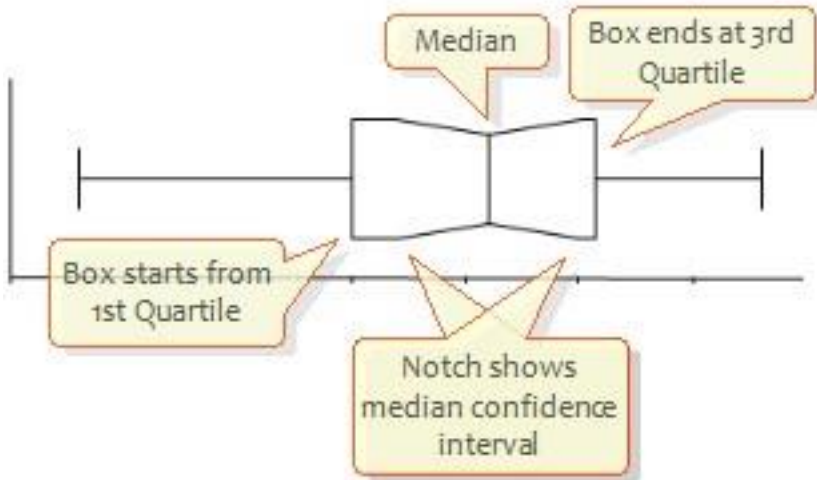 Median
Box ends at 3rd
Quartile
Box starts from
1st Quartile
Notch shows
median confidence
interval